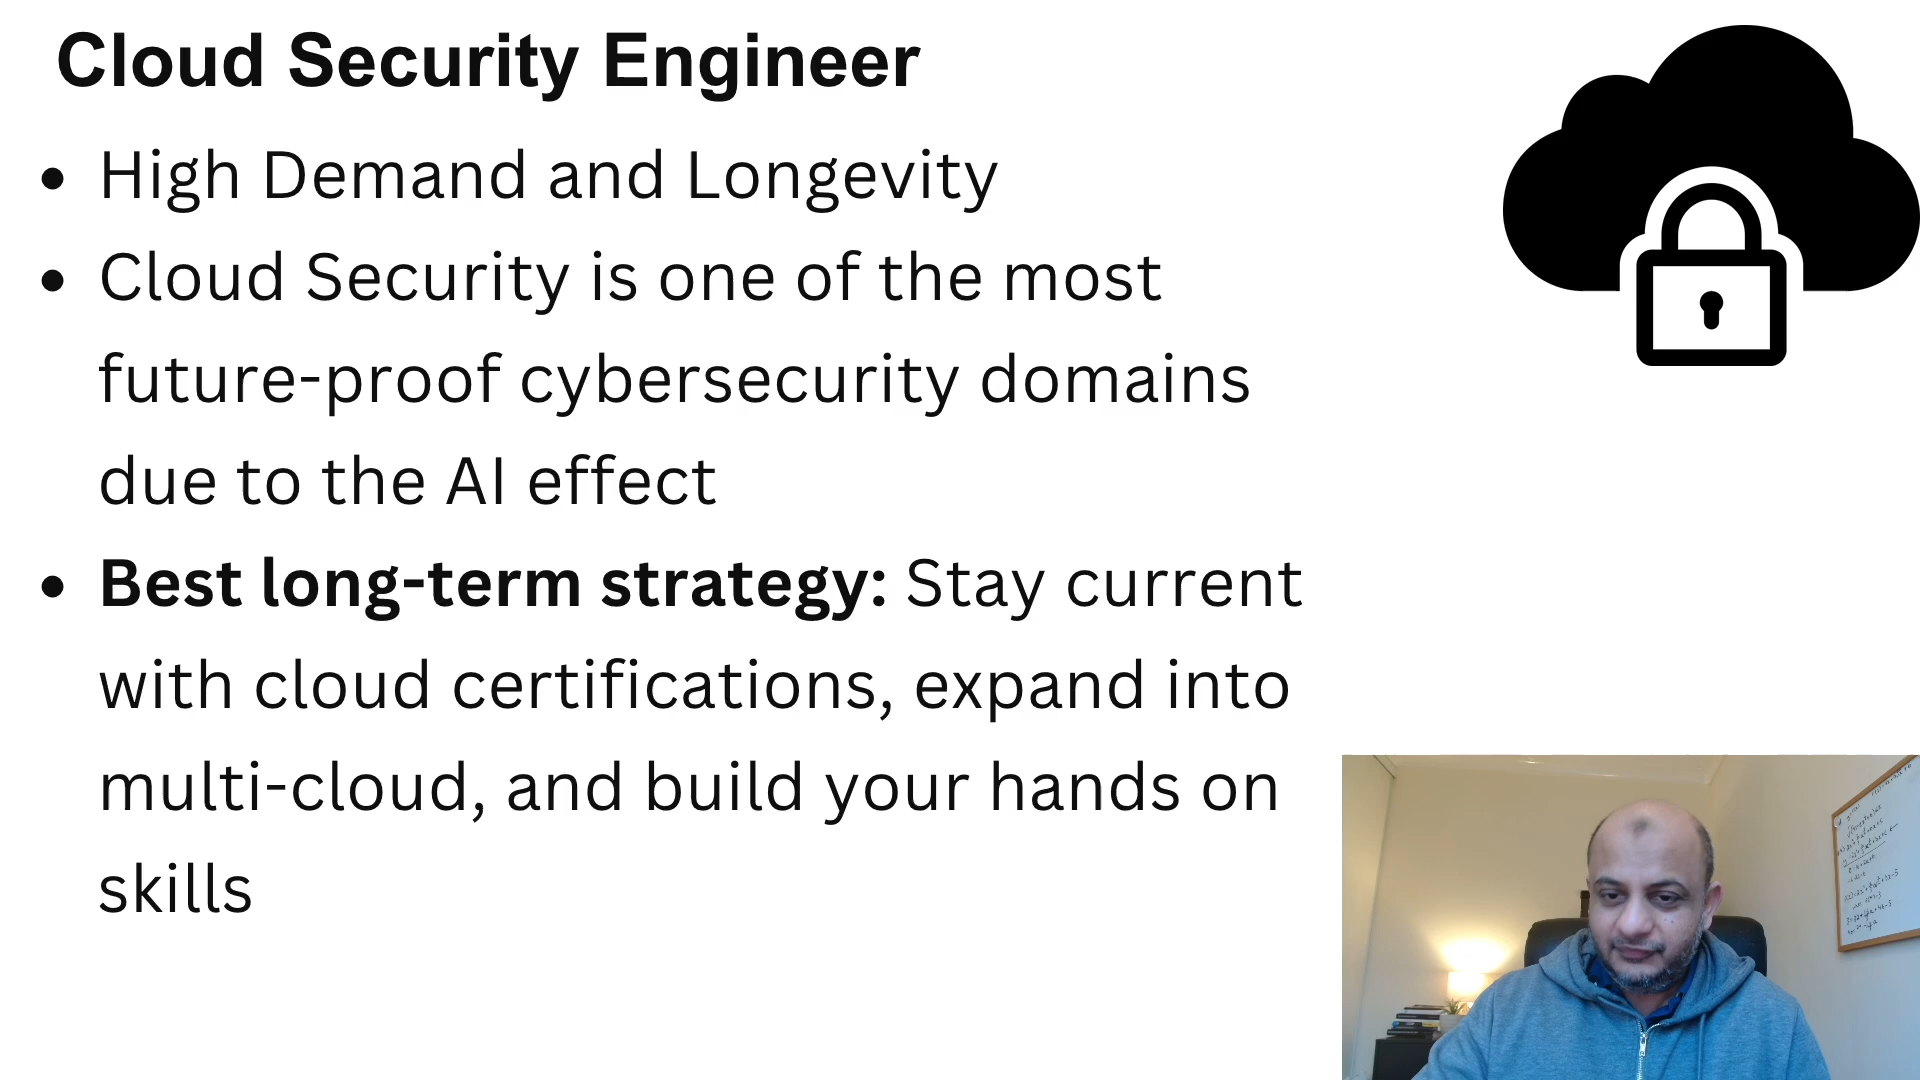 Cloud Security Engineer
• High Demand and Longevity
• Cloud Security is one of the most
future-proof cybersecurity domains
due to the AI effect
• Best long-term strategy: Stay current
with cloud certifications, expand into
multi-cloud, and build your hands on
skills